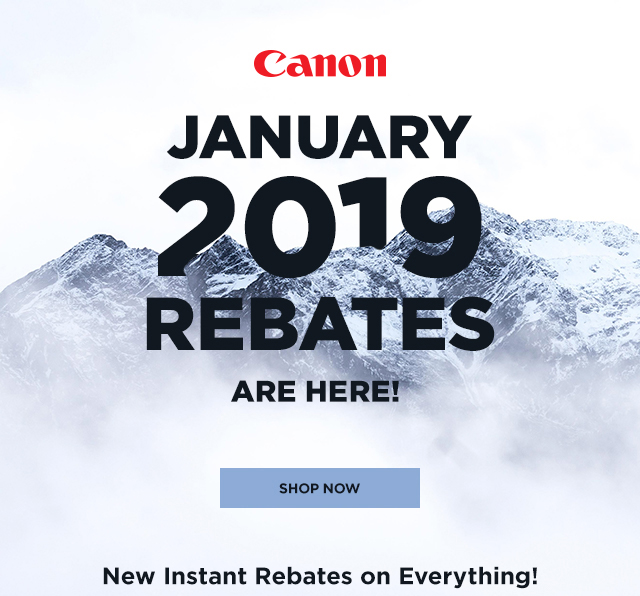 Canon
JANUARY
2019
REBATES
ARE HERE!
SHOP NOW
New Instant Rebates on Everything!